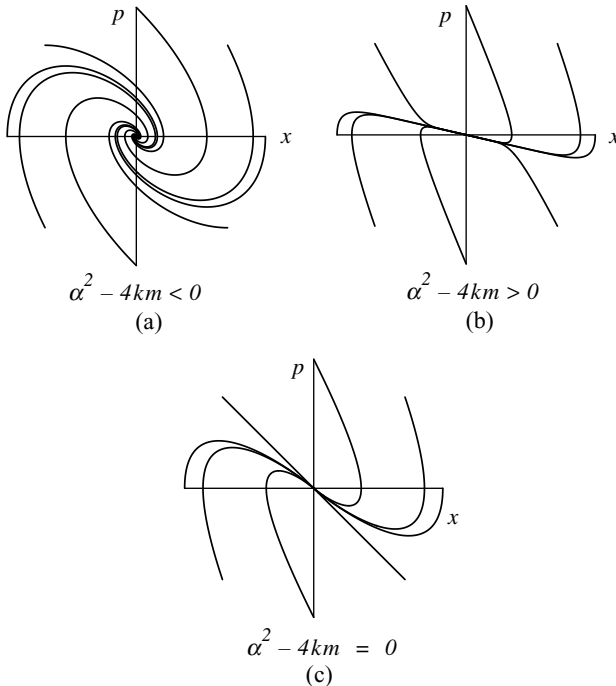 p
x
α² – 4km < 0
(a)
p
x
α² – 4km > 0
(b)
p
x
α² – 4km = 0
(c)